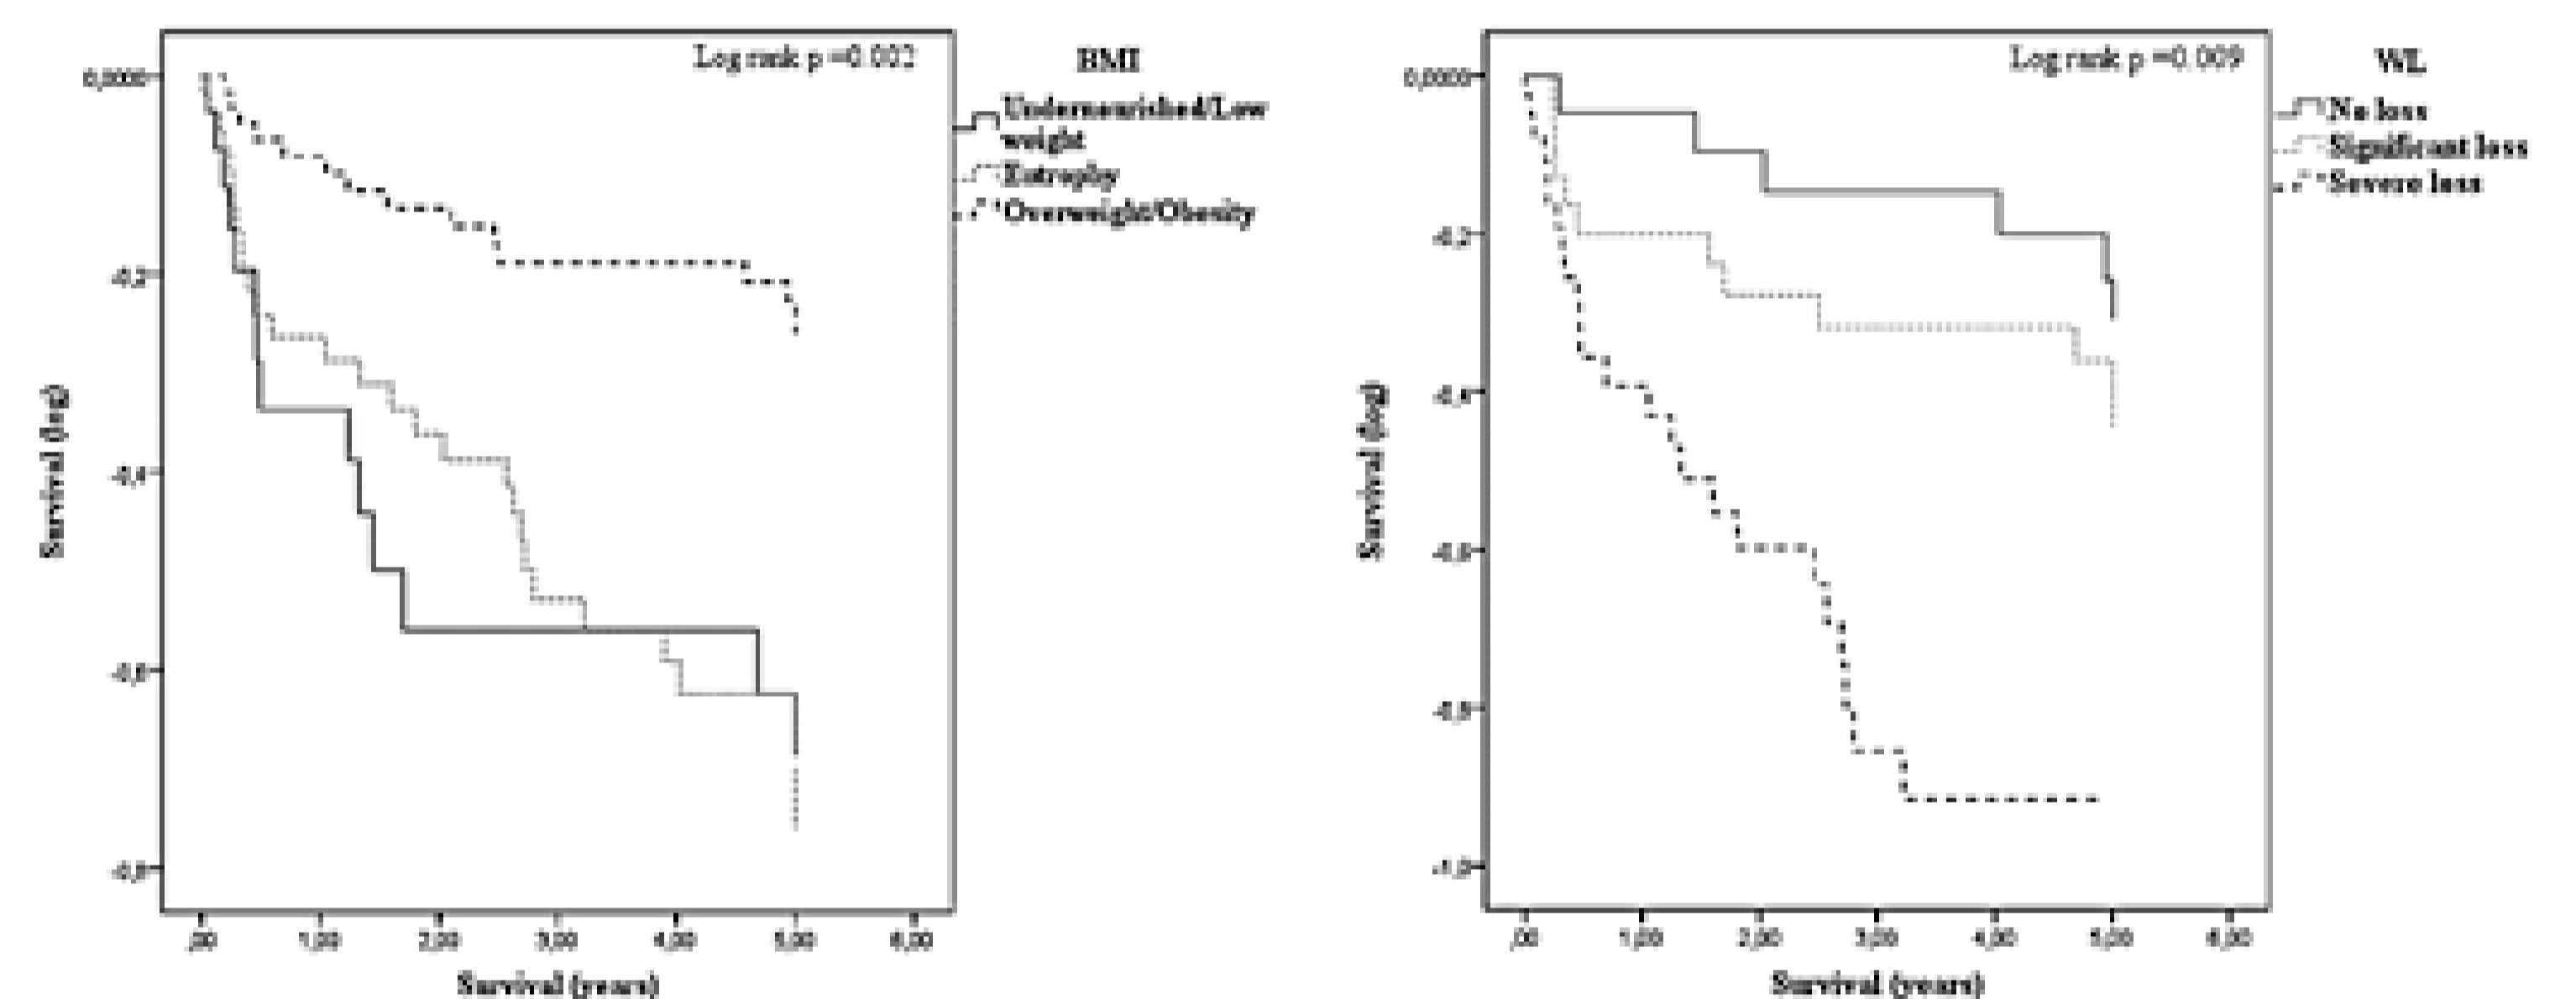 Log rank p =0.002
BMI
Undernourished/Low
weight
Eutrophy
Overweight/Obesity
0,0000
-0,2
-0,4
-0,6
-0,8
Survival (log)
,00 1,00 2,00 3,00 4,00 5,00 6,00
Survival (years)
Log rank p =0.009
WL
No loss
Significant loss
Severe loss
0,0000
-0,2
-0,4
-0,6
-0,8
-1,0
Survival (log)
,00 1,00 2,00 3,00 4,00 5,00 6,00
Survival (years)